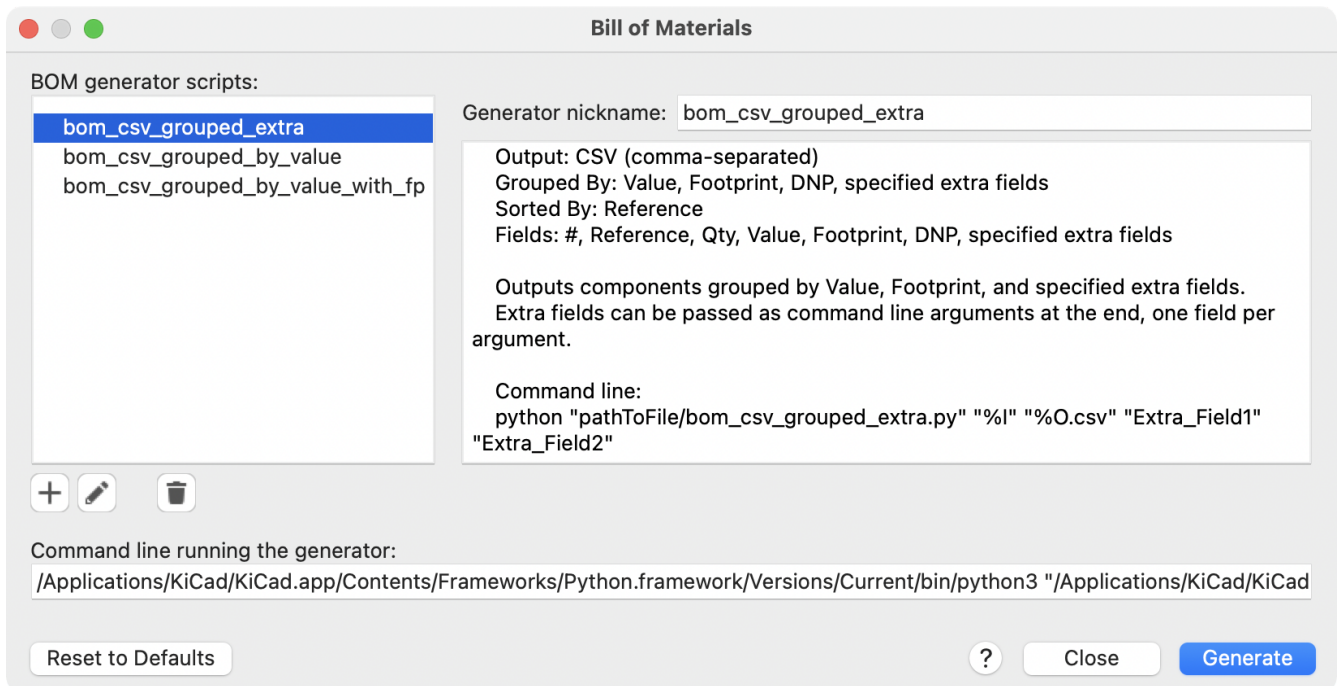 Bill of Materials
BOM generator scripts:
bom_csv_grouped_extra
bom_csv_grouped_by_value
bom_csv_grouped_by_value_with_fp
Generator nickname: bom_csv_grouped_extra
Output: CSV (comma-separated)
Grouped By: Value, Footprint, DNP, specified extra fields
Sorted By: Reference
Fields: #, Reference, Qty, Value, Footprint, DNP, specified extra fields
Outputs components grouped by Value, Footprint, and specified extra fields.
Extra fields can be passed as command line arguments at the end, one field per
argument.
Command line:
python "pathToFile/bom_csv_grouped_extra.py" "%I" "%O.csv" "Extra_Field1"
"Extra_Field2"
Command line running the generator:
/Applications/KiCad/KiCad.app/Contents/Frameworks/Python.framework/Versions/Current/bin/python3 "/Applications/KiCad/KiCad
Reset to Defaults
?
Close
Generate